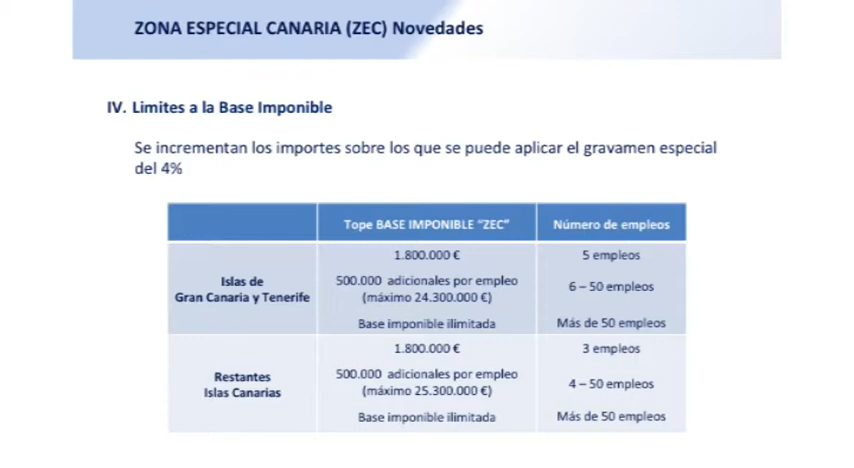 ZONA ESPECIAL CANARIA (ZEC) Novedades
IV. Limites a la Base Imponible
Se incrementan los importes sobre los que se puede aplicar el gravamen especial
del 4%
Tope BASE IMPONIBLE "ZEC" Número de empleos
Islas de
Gran Canaria y Tenerife
1.800.000 € 5 empleos
500.000 adicionales por empleo
(máximo 24.300.000 €)
6 – 50 empleos
Base imponible ilimitada Más de 50 empleos
Restantes
Islas Canarias
1.800.000 € 3 empleos
500.000 adicionales por empleo
(máximo 25.300.000 €)
4 – 50 empleos
Base imponible ilimitada Más de 50 empleos